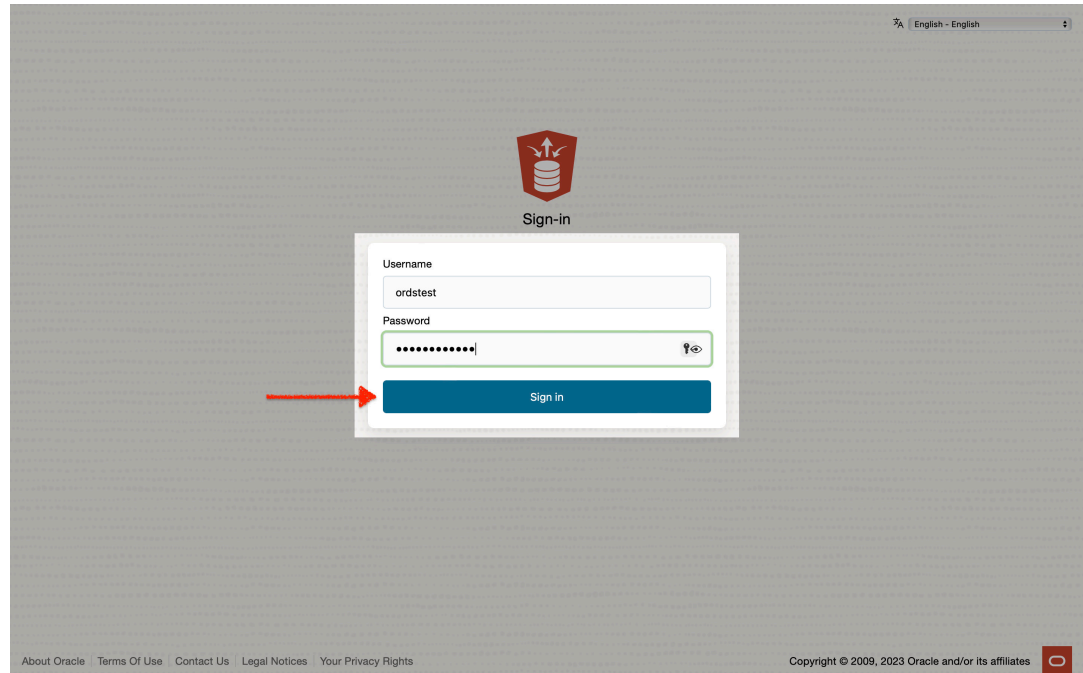 English - English
Sign-in
Username
ordstest
Password
Sign in
About Oracle Terms Of Use Contact Us Legal Notices Your Privacy Rights
Copyright © 2009, 2023 Oracle and/or its affiliates